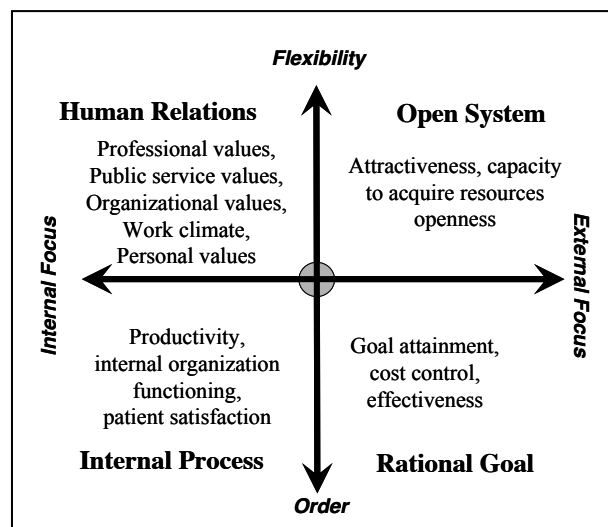 Flexibility
Human Relations
Professional values,
Public service values,
Organizational values,
Work climate,
Personal values
Open System
Attractiveness, capacity
to acquire resources
openness
Internal Focus
External Focus
Productivity,
internal organization
functioning,
patient satisfaction
Internal Process
Goal attainment,
cost control,
effectiveness
Rational Goal
Order